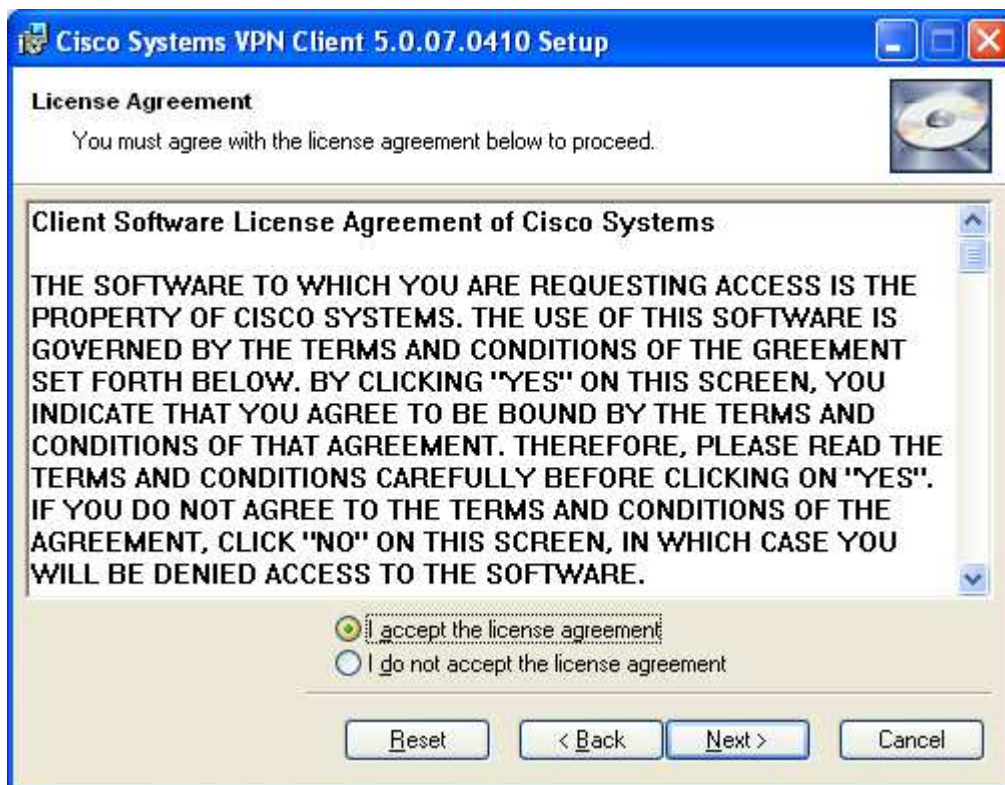 Cisco Systems VPN Client 5.0.07.0410 Setup
License Agreement
You must agree with the license agreement below to proceed.
Client Software License Agreement of Cisco Systems
THE SOFTWARE TO WHICH YOU ARE REQUESTING ACCESS IS THE
PROPERTY OF CISCO SYSTEMS. THE USE OF THIS SOFTWARE IS
GOVERNED BY THE TERMS AND CONDITIONS OF THE GREEMENT
SET FORTH BELOW. BY CLICKING "YES" ON THIS SCREEN, YOU
INDICATE THAT YOU AGREE TO BE BOUND BY THE TERMS AND
CONDITIONS OF THAT AGREEMENT. THEREFORE, PLEASE READ THE
TERMS AND CONDITIONS CAREFULLY BEFORE CLICKING ON "YES".
IF YOU DO NOT AGREE TO THE TERMS AND CONDITIONS OF THE
AGREEMENT, CLICK "NO" ON THIS SCREEN, IN WHICH CASE YOU
WILL BE DENIED ACCESS TO THE SOFTWARE.
I accept the license agreement
I do not accept the license agreement
Reset
< Back
Next >
Cancel